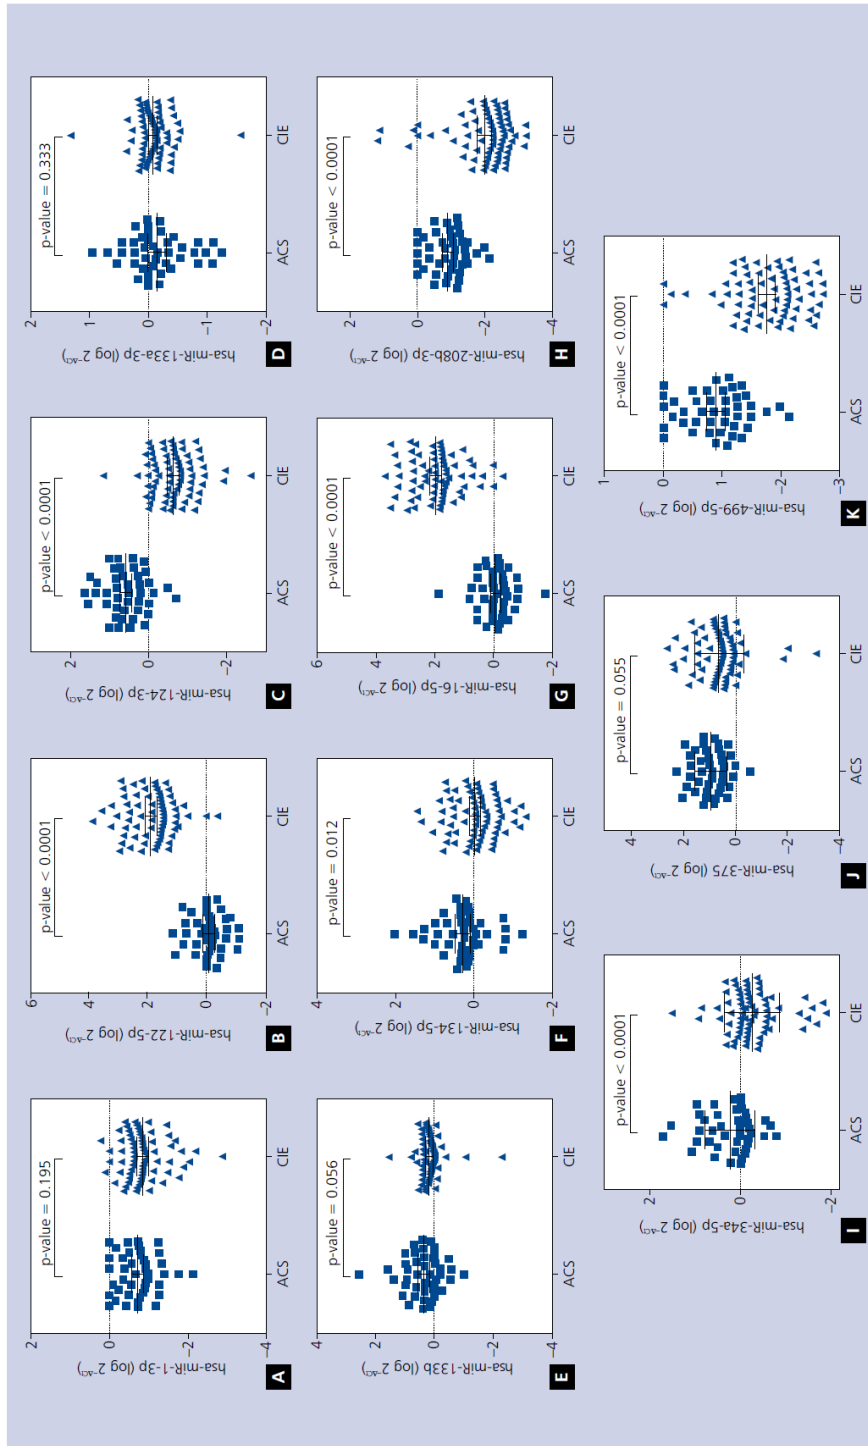 hsa-miR-1-3p (log 2^-ΔCt)
2
0
−2
−4
p-value = 0.195
ACS
CIE
A
hsa-miR-122-5p (log 2^-ΔCt)
6
4
2
0
−2
p-value < 0.0001
ACS
CIE
B
hsa-miR-124-3p (log 2^-ΔCt)
2
0
−2
p-value < 0.0001
ACS
CIE
C
hsa-miR-133a-3p (log 2^-ΔCt)
2
1
0
−1
−2
p-value = 0.333
ACS
CIE
D
hsa-miR-133b (log 2^-ΔCt)
4
2
0
−2
−4
p-value = 0.056
ACS
CIE
E
hsa-miR-134-5p (log 2^-ΔCt)
4
2
0
−2
p-value = 0.012
ACS
CIE
F
hsa-miR-16-5p (log 2^-ΔCt)
6
4
2
0
−2
p-value < 0.0001
ACS
CIE
G
hsa-miR-208b-3p (log 2^-ΔCt)
2
0
−2
−4
p-value < 0.0001
ACS
CIE
H
hsa-miR-34a-5p (log 2^-ΔCt)
2
0
−2
p-value < 0.0001
ACS
CIE
I
hsa-miR-375 (log 2^-ΔCt)
4
2
0
−2
−4
p-value = 0.055
ACS
CIE
J
hsa-miR-499-5p (log 2^-ΔCt)
1
0
−1
−2
−3
p-value < 0.0001
ACS
CIE
K